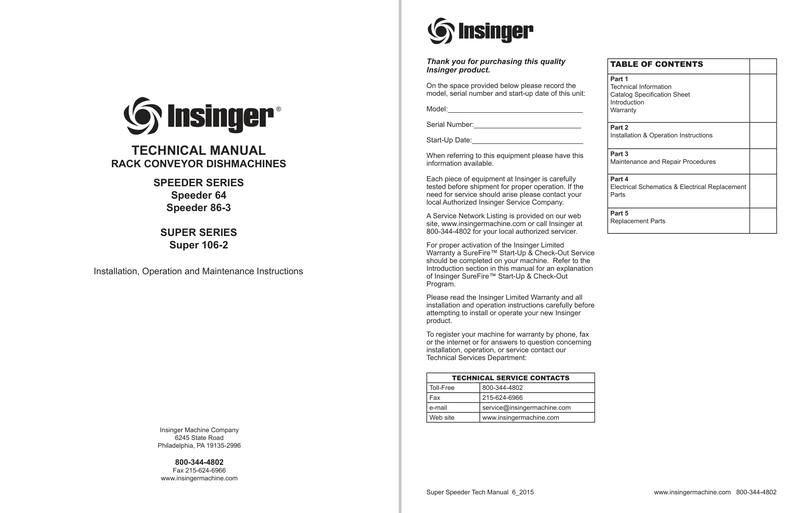 Insinger®
TECHNICAL MANUAL
RACK CONVEYOR DISHMACHINES
SPEEDER SERIES
Speeder 64
Speeder 86-3
SUPER SERIES
Super 106-2
Installation, Operation and Maintenance Instructions
Insinger Machine Company
6245 State Road
Philadelphia, PA 19135-2996
800-344-4802
Fax 215-624-6966
www.insingermachine.com
Insinger
Thank you for purchasing this quality
Insinger product.
On the space provided below please record the
model, serial number and start-up date of this unit:
Model:
Serial Number:
Start-Up Date:
When referring to this equipment please have this
information available.
Each piece of equipment at Insinger is carefully
tested before shipment for proper operation. If the
need for service should arise please contact your
local Authorized Insinger Service Company.
A Service Network Listing is provided on our web
site, www.insingermachine.com or call Insinger at
800-344-4802 for your local authorized servicer.
For proper activation of the Insinger Limited
Warranty a SureFire™ Start-Up & Check-Out Service
should be completed on your machine. Refer to the
Introduction section in this manual for an explanation
of Insinger SureFire™ Start-Up & Check-Out
Program.
Please read the Insinger Limited Warranty and all
installation and operation instructions carefully before
attempting to install or operate your new Insinger
product.
To register your machine for warranty by phone, fax
or the internet or for answers to question concerning
installation, operation, or service contact our
Technical Services Department:
TECHNICAL SERVICE CONTACTS
Toll-Free 800-344-4802
Fax 215-624-6966
e-mail service@insingermachine.com
Web site www.insingermachine.com
TABLE OF CONTENTS
Part 1
Technical Information
Catalog Specification Sheet
Introduction
Warranty
Part 2
Installation & Operation Instructions
Part 3
Maintenance and Repair Procedures
Part 4
Electrical Schematics & Electrical Replacement
Parts
Part 5
Replacement Parts
Super Speeder Tech Manual 6_2015
www.insingermachine.com 800-344-4802